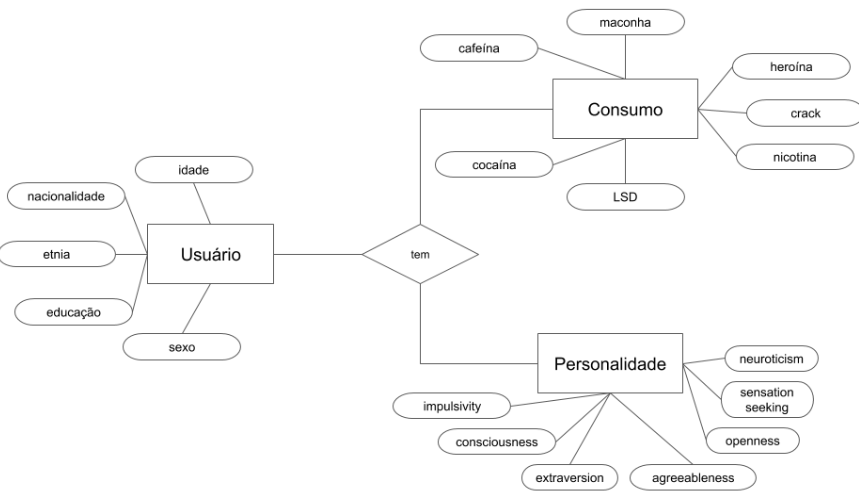 maconha
cafeína
heroína
Consumo
crack
nicotina
cocaína
LSD
idade
nacionalidade
etnia
Usuário
tem
educação
sexo
Personalidade
neuroticism
sensation
seeking
impulsivity
openness
consciousness
extraversion
agreeableness